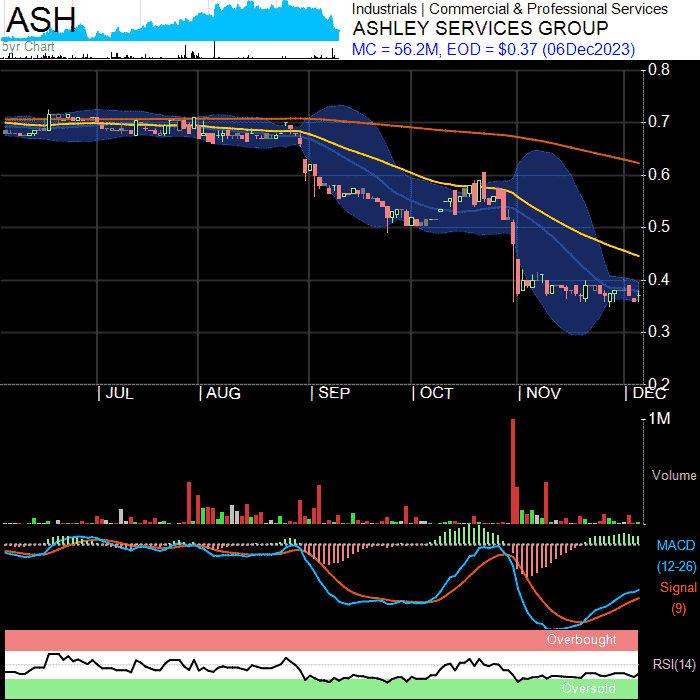 ASH
5yr Chart
Industrials | Commercial & Professional Services
ASHLEY SERVICES GROUP
MC = 56.2M, EOD = $0.37 (06Dec2023)
0.8
0.7
0.6
0.5
0.4
0.3
0.2
| JUL | AUG | SEP | OCT | NOV | DEC
1M
Volume
MACD
(12-26)
Signal
(9)
Overbought
RSI(14)
Oversold